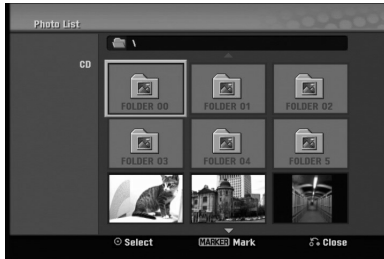 Photo List
\
CD
FOLDER 00 FOLDER 01 FOLDER 02
FOLDER 03 FOLDER 04 FOLDER 5
Select MARKER Mark Close